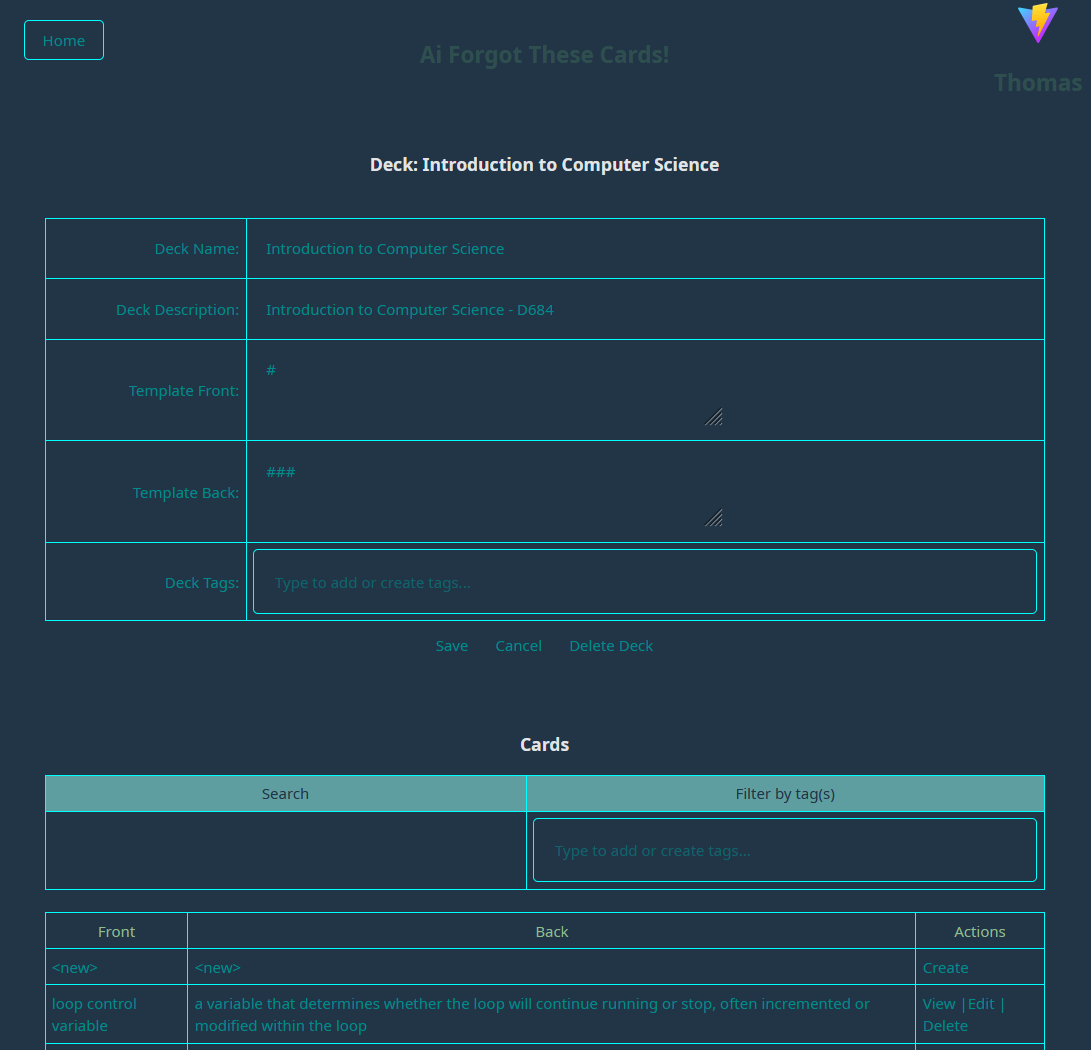 Home
Ai Forgot These Cards!
Thomas
Deck: Introduction to Computer Science
Deck Name: Introduction to Computer Science
Deck Description: Introduction to Computer Science - D684
Template Front: #
Template Back: ###
Deck Tags: Type to add or create tags...
Save Cancel Delete Deck
Cards
Search Filter by tag(s)
Type to add or create tags...
Front Back Actions
<new> <new> Create
loop control a variable that determines whether the loop will continue running or stop, often incremented or View |Edit |
variable modified within the loop Delete